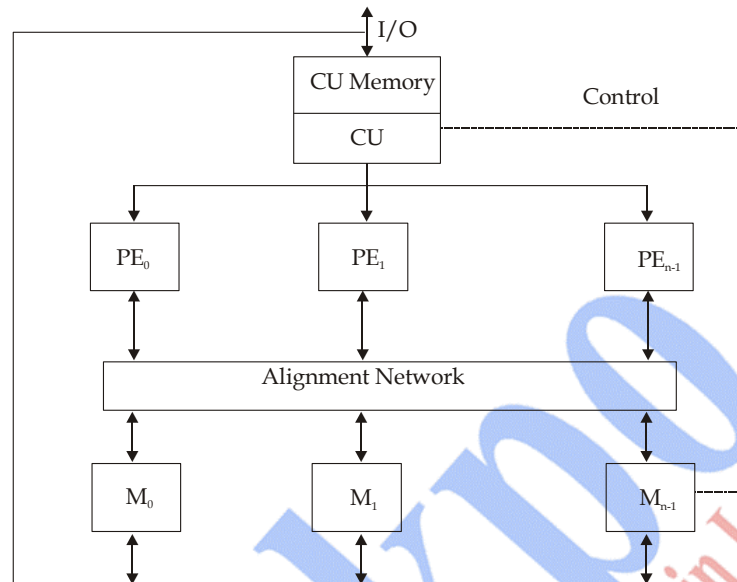 I/O
CU Memory
Control
CU
PE₀
PE₁
PEₙ₋₁
Alignment Network
M₀
M₁
Mₙ₋₁